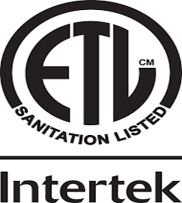 ETL
CM
SANITATION LISTED
Intertek